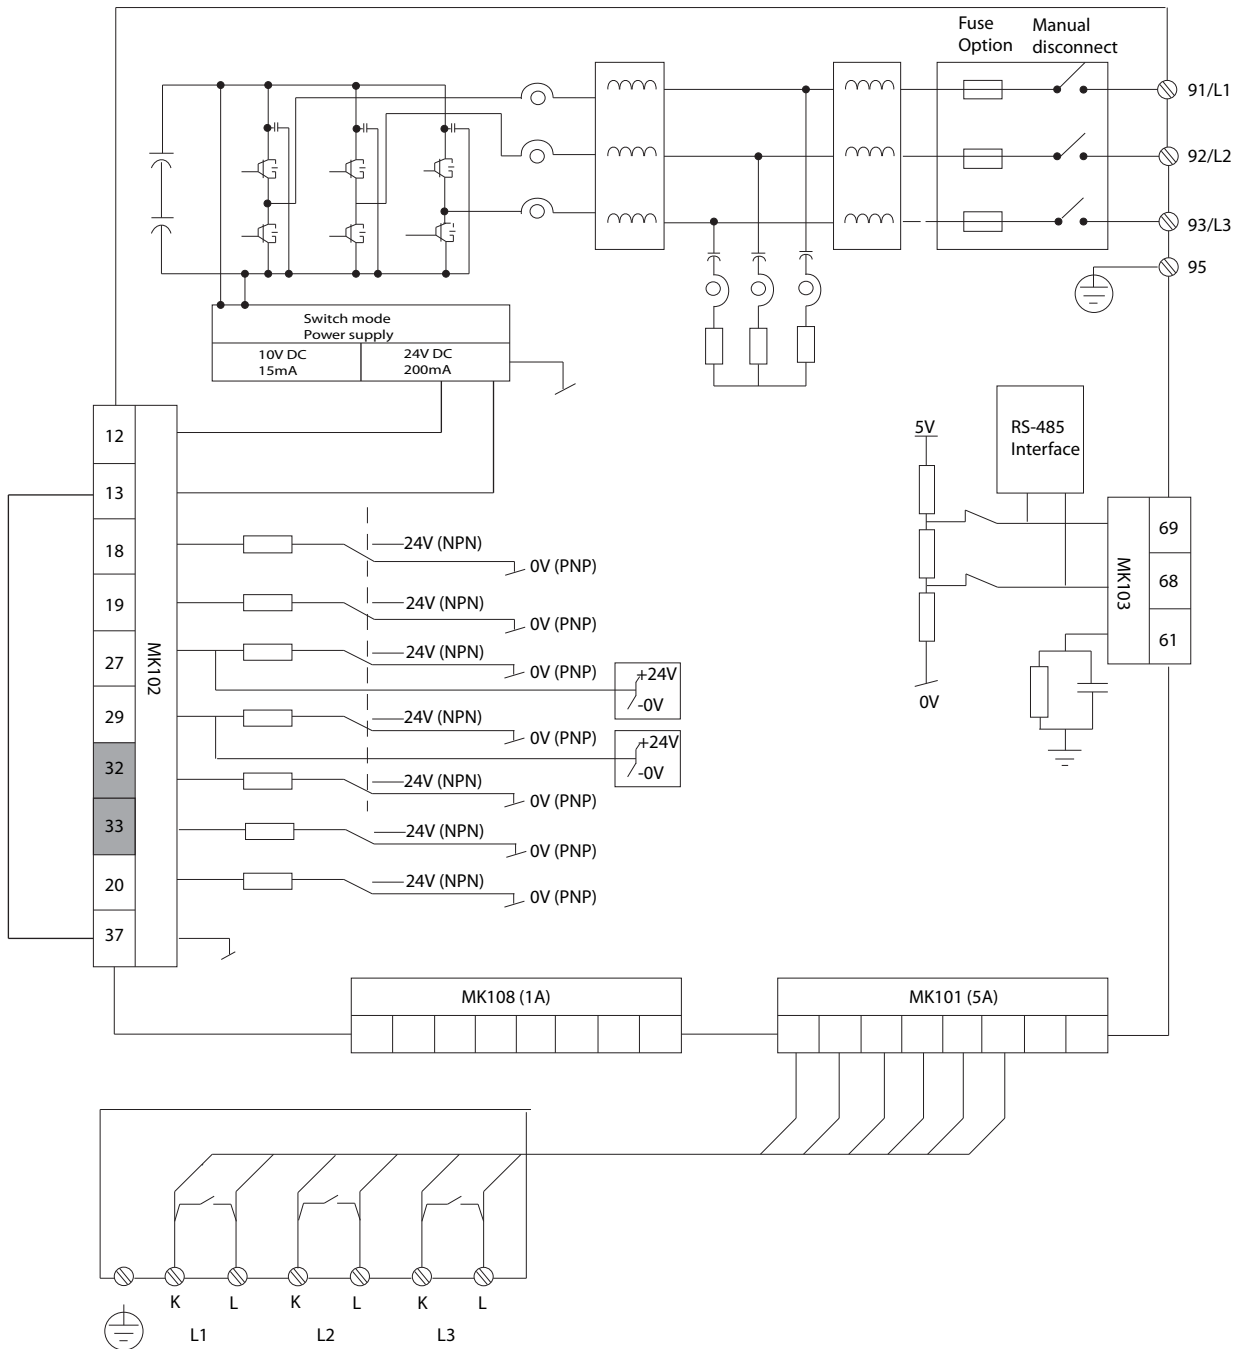 Fuse
Option
Manual
disconnect
91/L1
92/L2
93/L3
95
Switch mode
Power supply
10V DC
15mA
24V DC
200mA
12
13
18
19
27
29
32
33
20
37
MK102
24V (NPN)
0V (PNP)
24V (NPN)
0V (PNP)
24V (NPN)
0V (PNP)
+24V
-0V
24V (NPN)
0V (PNP)
+24V
-0V
24V (NPN)
0V (PNP)
24V (NPN)
0V (PNP)
24V (NPN)
0V (PNP)
5V
0V
RS-485
Interface
MK103
69
68
61
MK108 (1A)
MK101 (5A)
K L K L K L
L1 L2 L3